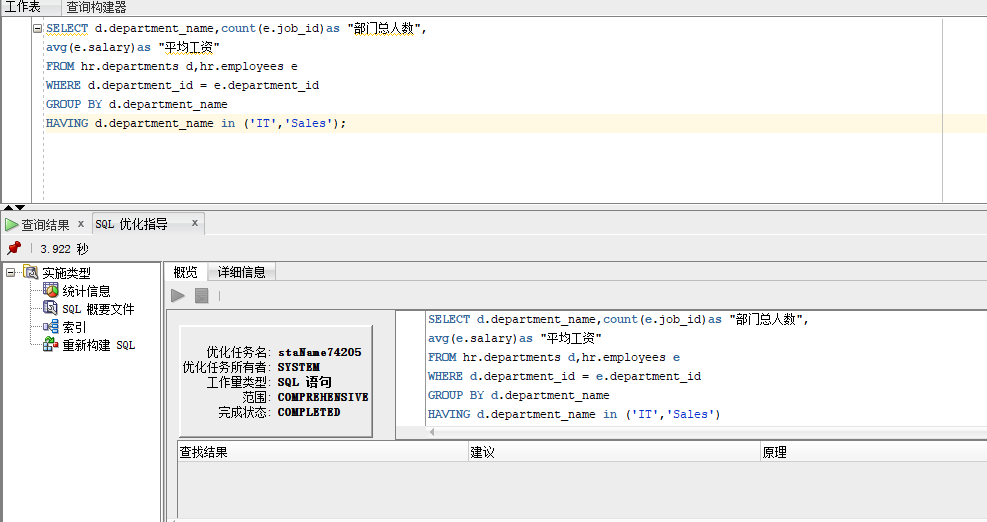 工作表 查询构建器
SELECT d.department_name,count(e.job_id)as "部门总人数",
avg(e.salary)as "平均工资"
FROM hr.departments d,hr.employees e
WHERE d.department_id = e.department_id
GROUP BY d.department_name
HAVING d.department_name in ('IT','Sales');
查询结果 x SQL 优化指导 x
3.922 秒
实施类型
统计信息
SQL 概要文件
索引
重新构建 SQL
概览 详细信息
优化任务名: staName74205
优化任务所有者: SYSTEM
工作量类型: SQL 语句
范围: COMPREHENSIVE
完成状态: COMPLETED
SELECT d.department_name,count(e.job_id)as "部门总人数",
avg(e.salary)as "平均工资"
FROM hr.departments d,hr.employees e
WHERE d.department_id = e.department_id
GROUP BY d.department_name
HAVING d.department_name in ('IT','Sales')
查找结果 建议 原理